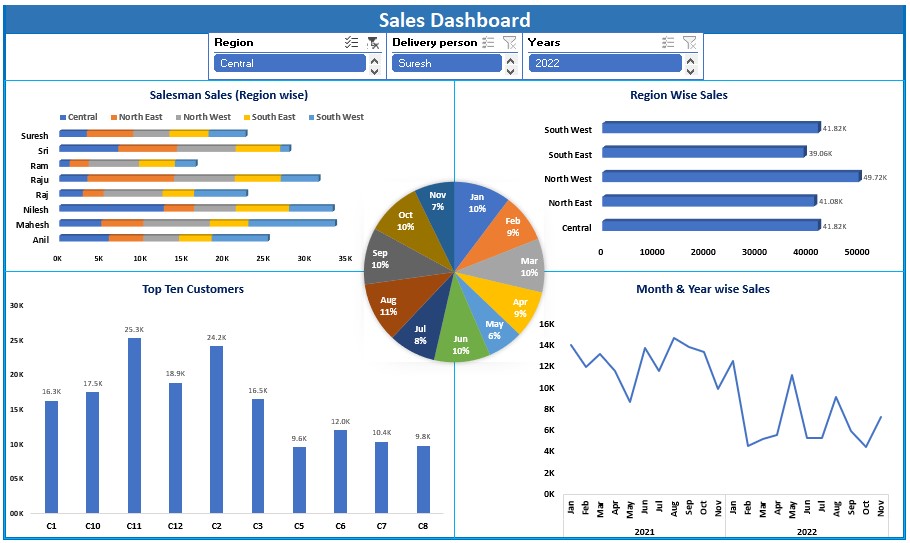 Sales Dashboard
Region
Central
Delivery person
Suresh
Years
2022
Salesman Sales (Region wise)
Central North East North West South East South West
Suresh
Sri
Ram
Raju
Raj
Nilesh
Mahesh
Anil
0K 5K 10K 15K 20K 25K 30K 35K
Region Wise Sales
South West 41.82K
South East 39.06K
North West 49.72K
North East 41.08K
Central 41.82K
0 10000 20000 30000 40000 50000
Jan
10%
Feb
9%
Mar
10%
Apr
9%
May
6%
Jun
10%
Jul
8%
Aug
11%
Sep
10%
Oct
10%
Nov
7%
Top Ten Customers
30K
25K
20K
15K
10K
05K
00K
16.3K 17.5K 25.3K 18.9K 24.2K 16.5K 9.6K 12.0K 10.4K 9.8K
C1 C10 C11 C12 C2 C3 C5 C6 C7 C8
Month & Year wise Sales
16K
14K
12K
10K
8K
6K
4K
2K
0K
Jan Feb Mar Apr May Jun Jul Aug Sep Oct Nov Jan Feb Mar Apr May Jun Jul Aug Sep Oct Nov
2021 2022